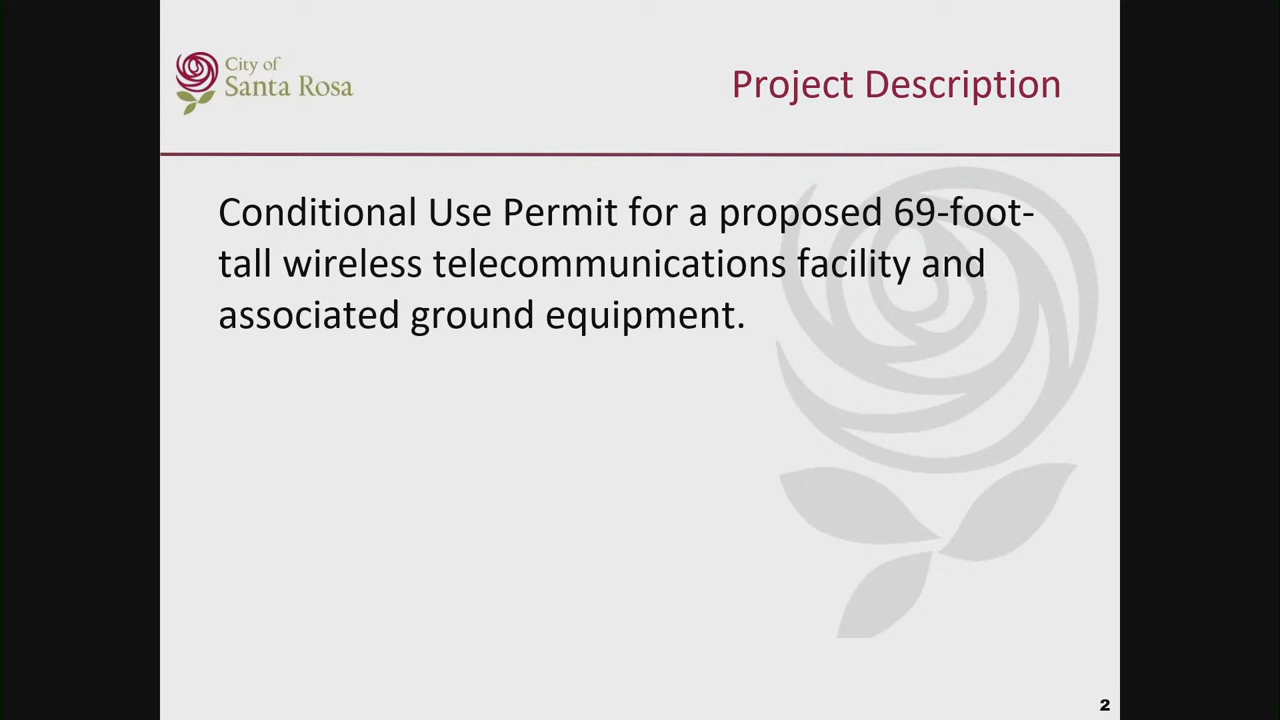 City of
Santa Rosa
Project Description
Conditional Use Permit for a proposed 69-foot-
tall wireless telecommunications facility and
associated ground equipment.
2